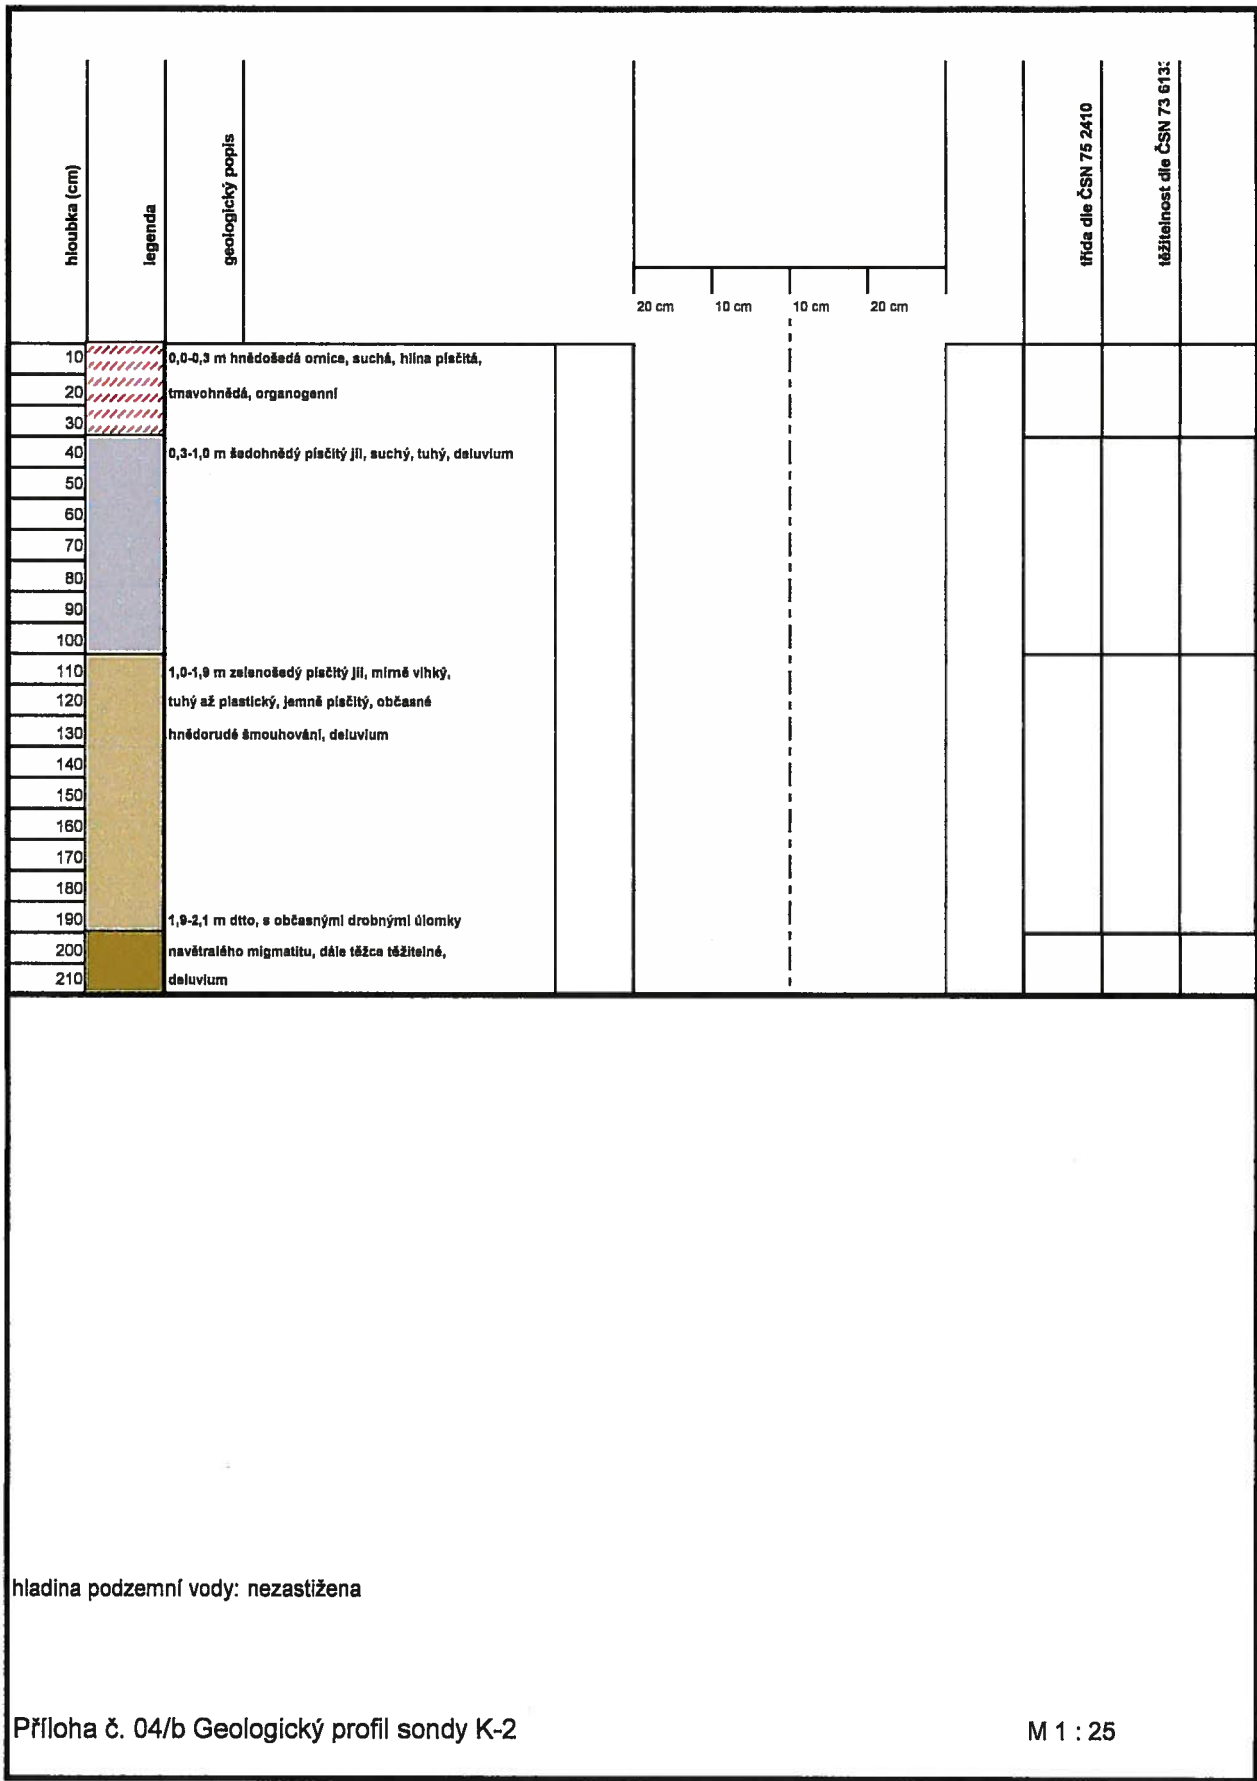 hloubka (cm)
legenda
geologický popis
třída dle ČSN 75 2410
těžitelnost dle ČSN 73 613
20 cm 10 cm 10 cm 20 cm
10 0,0-0,3 m hnědošedá ornice, suchá, hlína písčitá,
20 tmavohnědá, organogenní
30
40 0,3-1,0 m šedohnědý písčitý jíl, suchý, tuhý, deluvium
50
60
70
80
90
100
110 1,0-1,9 m zelenošedý písčitý jíl, mírně vlhký,
120 tuhý až plastický, jemně písčitý, občasné
130 hnědorudé šmouhování, deluvium
140
150
160
170
180
190 1,9-2,1 m dtto, s občasnými drobnými úlomky
200 navětralého migmatitu, dále těžce těžitelné,
210 deluvium
hladina podzemní vody: nezastižena
Příloha č. 04/b Geologický profil sondy K-2 M 1 : 25